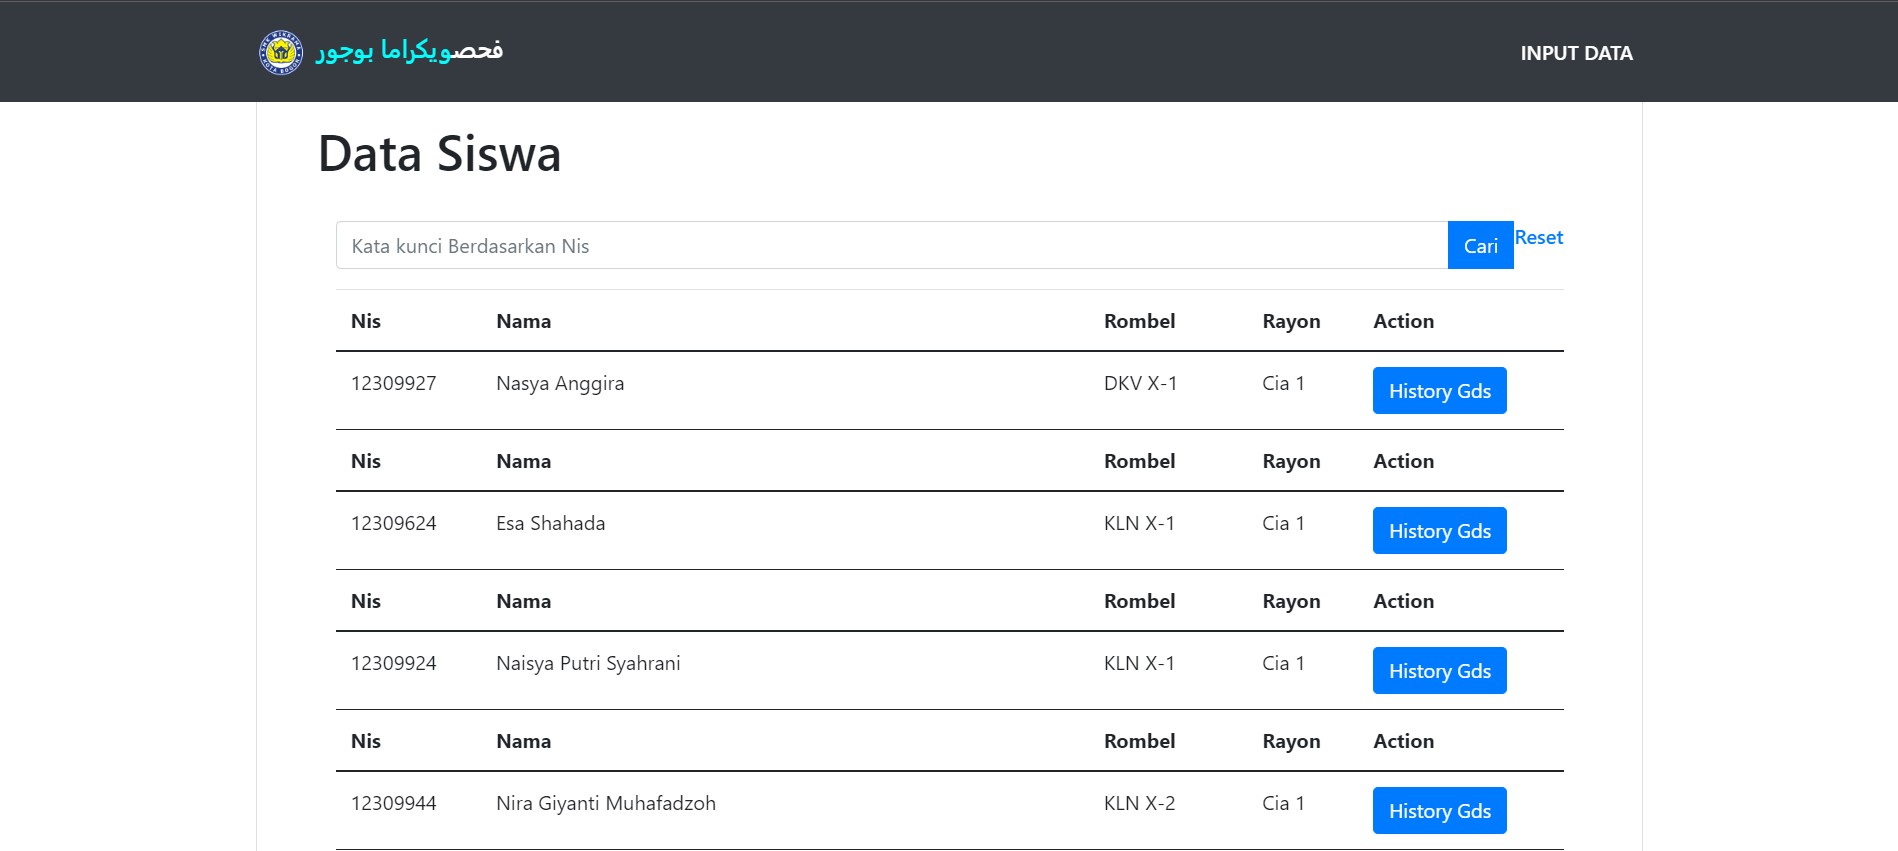 فحصويكراما بوجور
INPUT DATA
Data Siswa
Kata kunci Berdasarkan Nis Cari Reset
Nis Nama Rombel Rayon Action
12309927 Nasya Anggira DKV X-1 Cia 1 History Gds
Nis Nama Rombel Rayon Action
12309624 Esa Shahada KLN X-1 Cia 1 History Gds
Nis Nama Rombel Rayon Action
12309924 Naisya Putri Syahrani KLN X-1 Cia 1 History Gds
Nis Nama Rombel Rayon Action
12309944 Nira Giyanti Muhafadzoh KLN X-2 Cia 1 History Gds